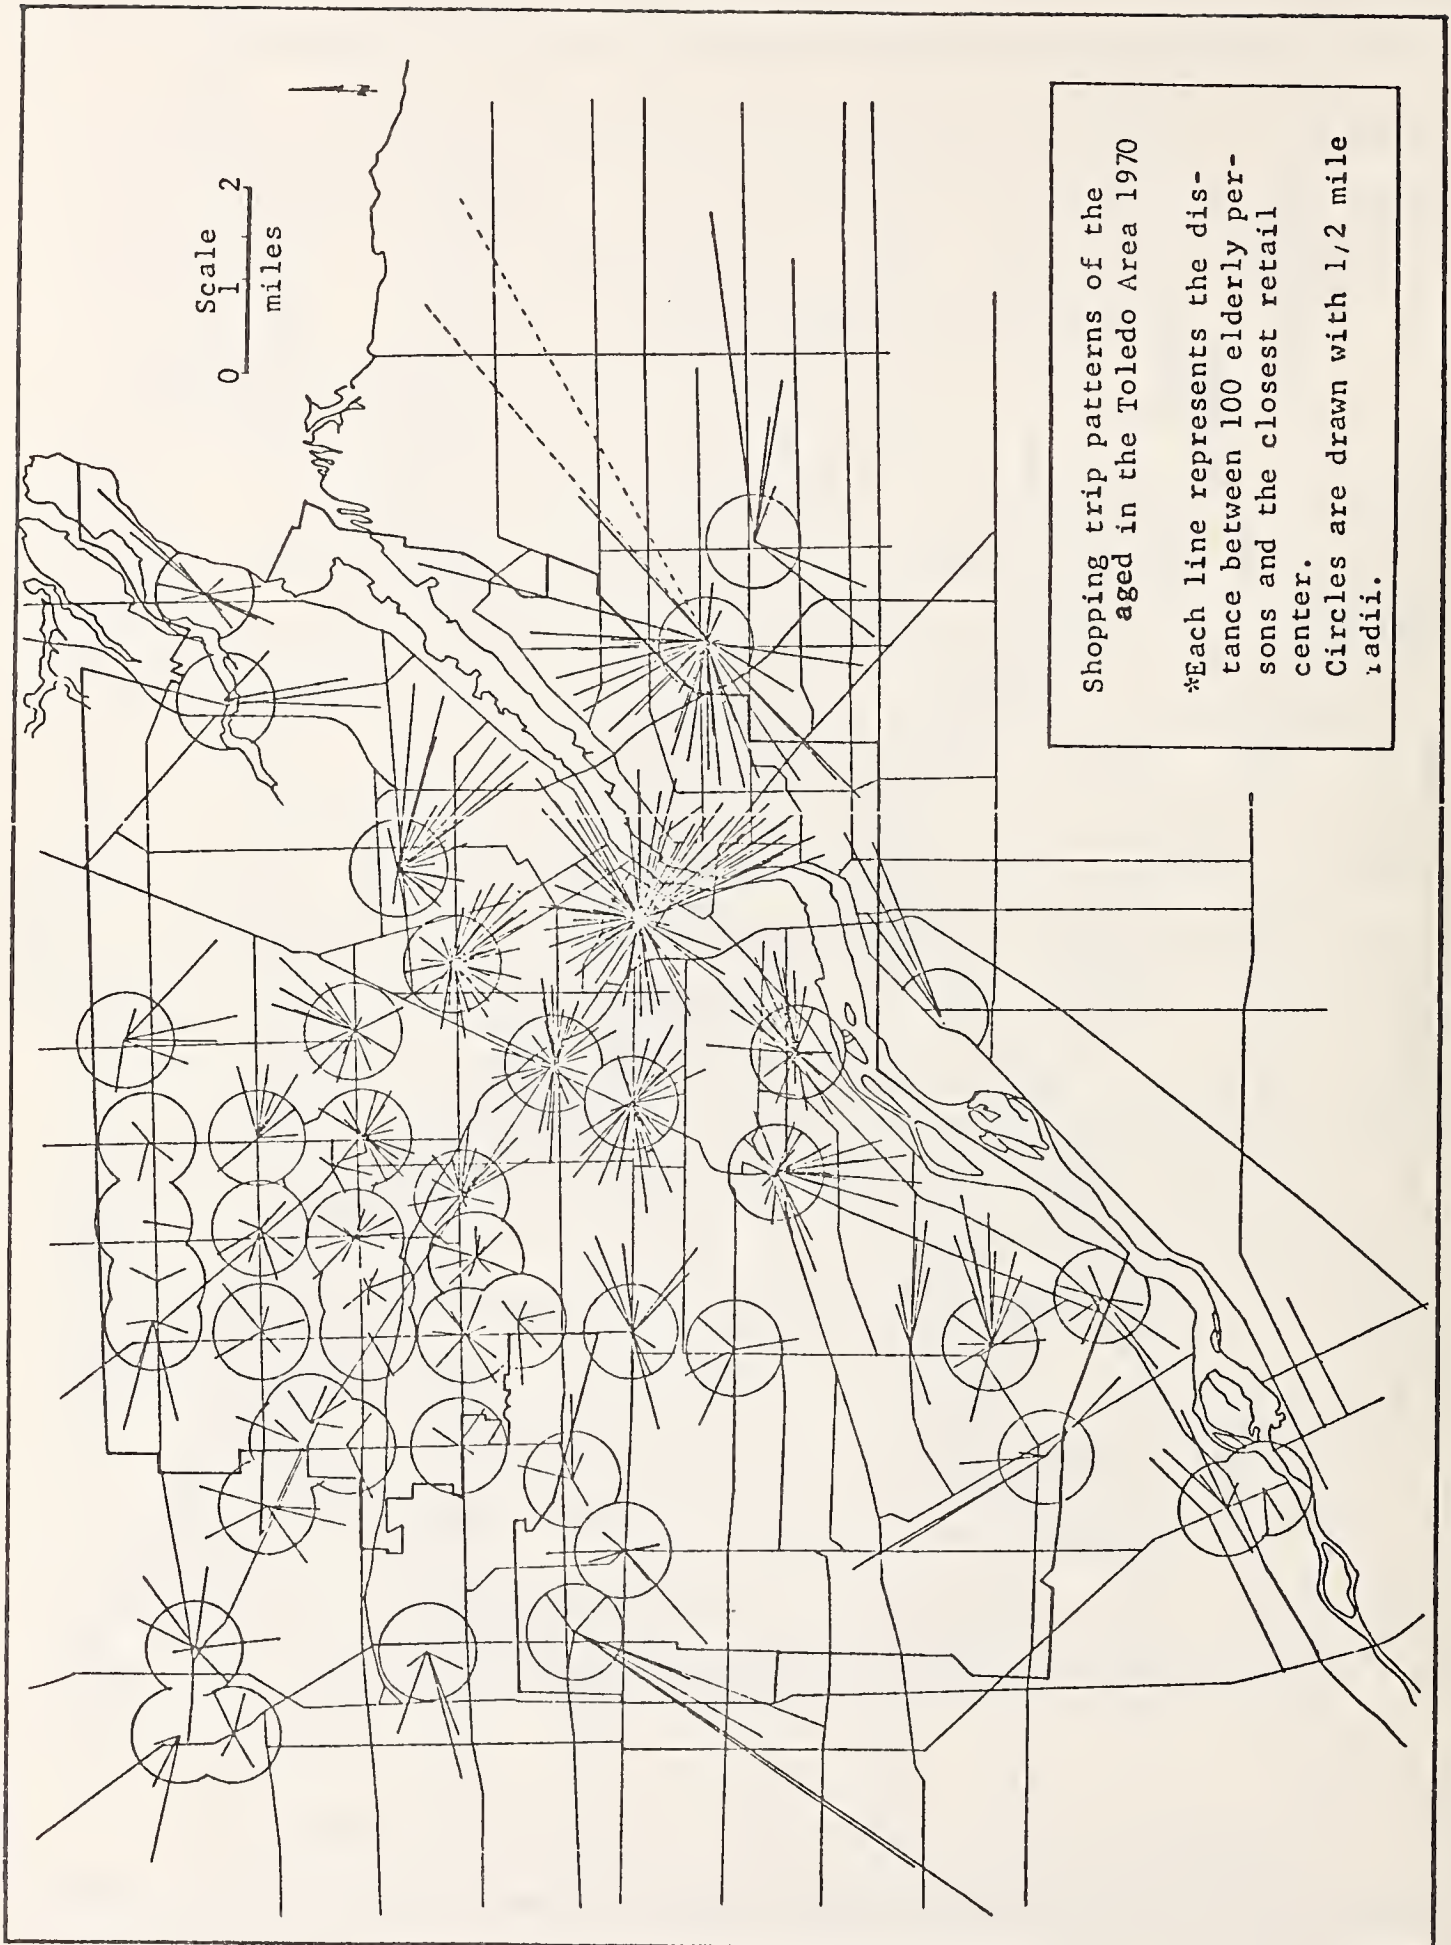 Scale
0 1 2
miles
N
Shopping trip patterns of the
aged in the Toledo Area 1970
*Each line represents the dis-
tance between 100 elderly per-
sons and the closest retail
center.
Circles are drawn with 1/2 mile
radii.